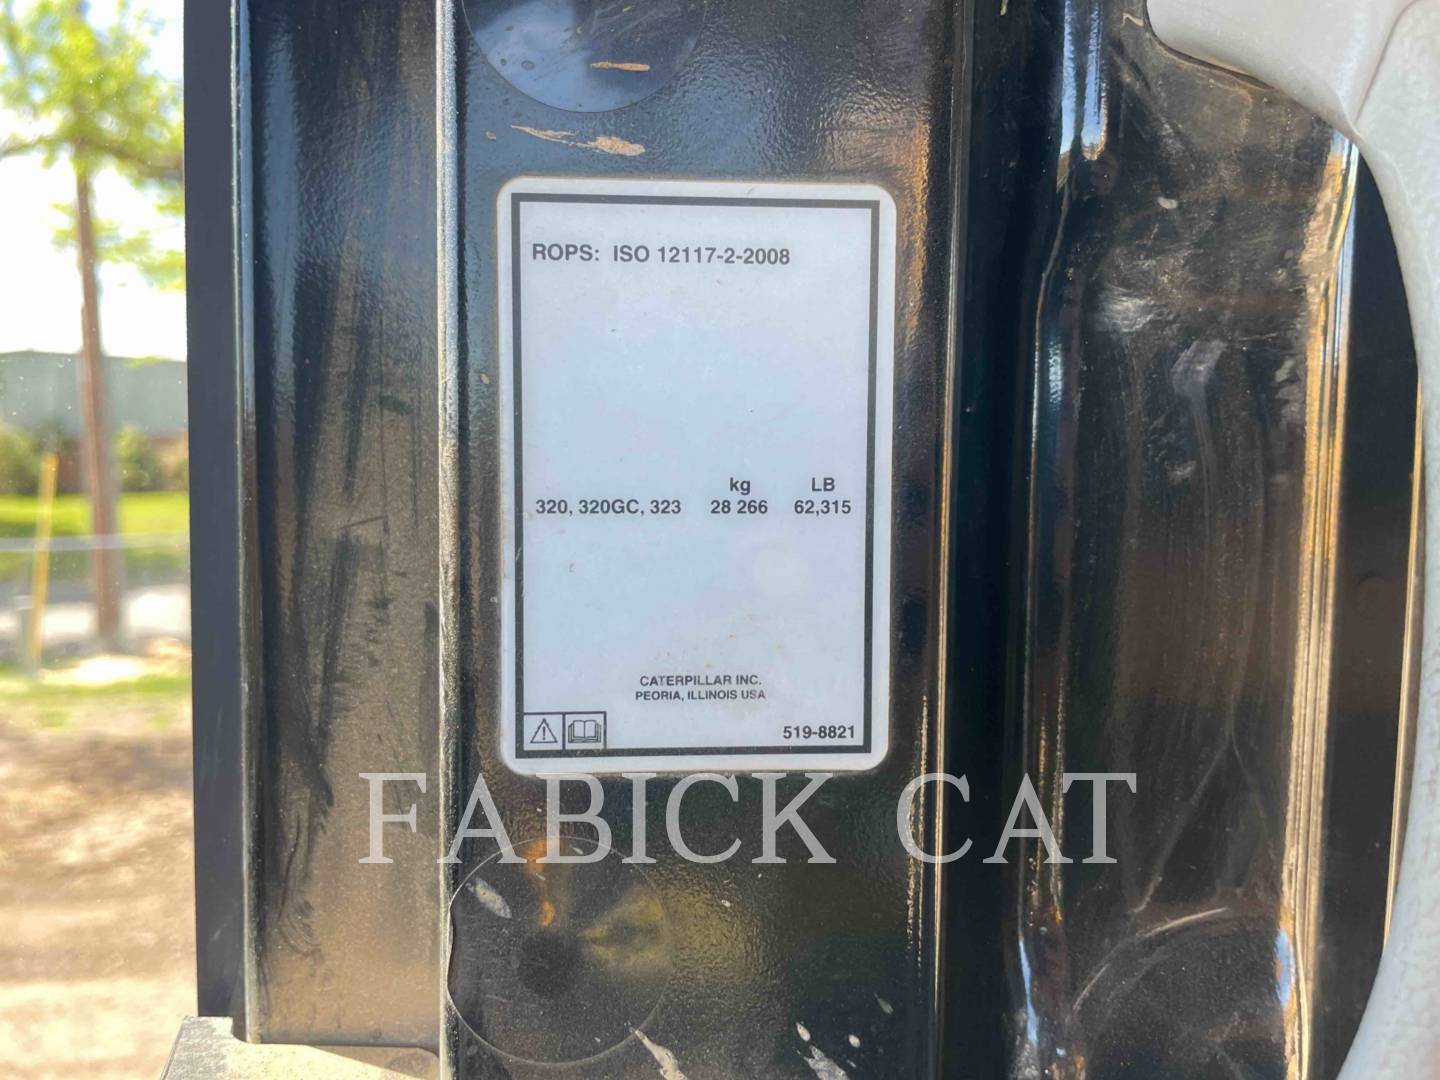 ROPS: ISO 12117-2-2008
kg LB
320, 320GC, 323 28 266 62,315
CATERPILLAR INC.
PEORIA, ILLINOIS USA
519-8821
FABICK CAT